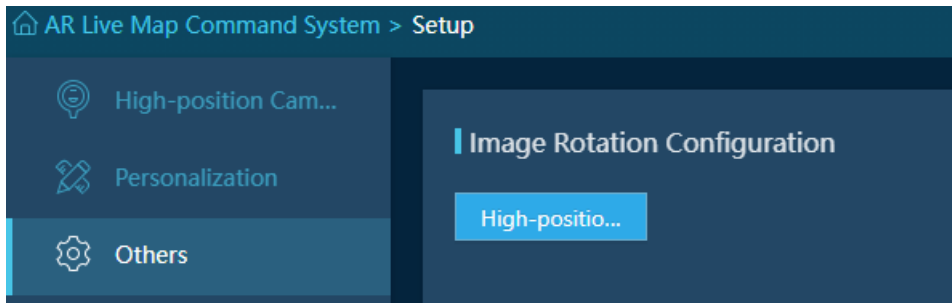 AR Live Map Command System > Setup
High-position Cam...
Personalization
Others
Image Rotation Configuration
High-positio...